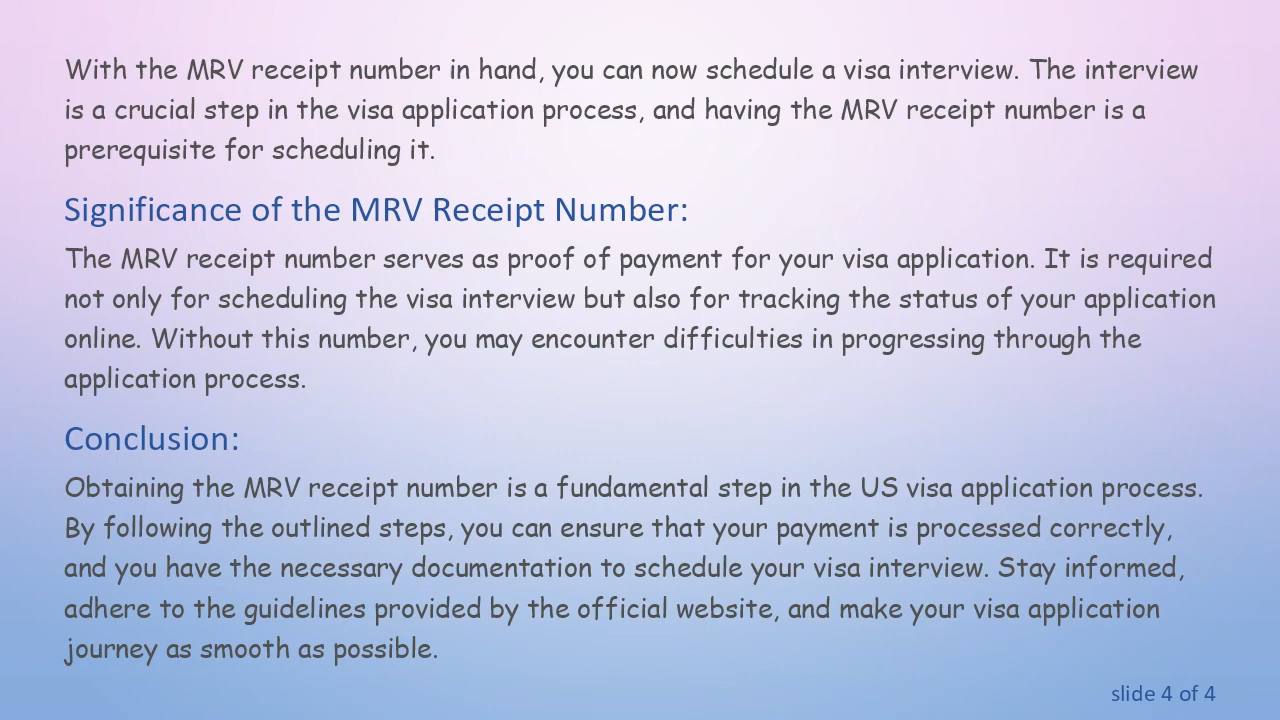 With the MRV receipt number in hand, you can now schedule a visa interview. The interview
is a crucial step in the visa application process, and having the MRV receipt number is a
prerequisite for scheduling it.
Significance of the MRV Receipt Number:
The MRV receipt number serves as proof of payment for your visa application. It is required
not only for scheduling the visa interview but also for tracking the status of your application
online. Without this number, you may encounter difficulties in progressing through the
application process.
Conclusion:
Obtaining the MRV receipt number is a fundamental step in the US visa application process.
By following the outlined steps, you can ensure that your payment is processed correctly,
and you have the necessary documentation to schedule your visa interview. Stay informed,
adhere to the guidelines provided by the official website, and make your visa application
journey as smooth as possible.
slide 4 of 4